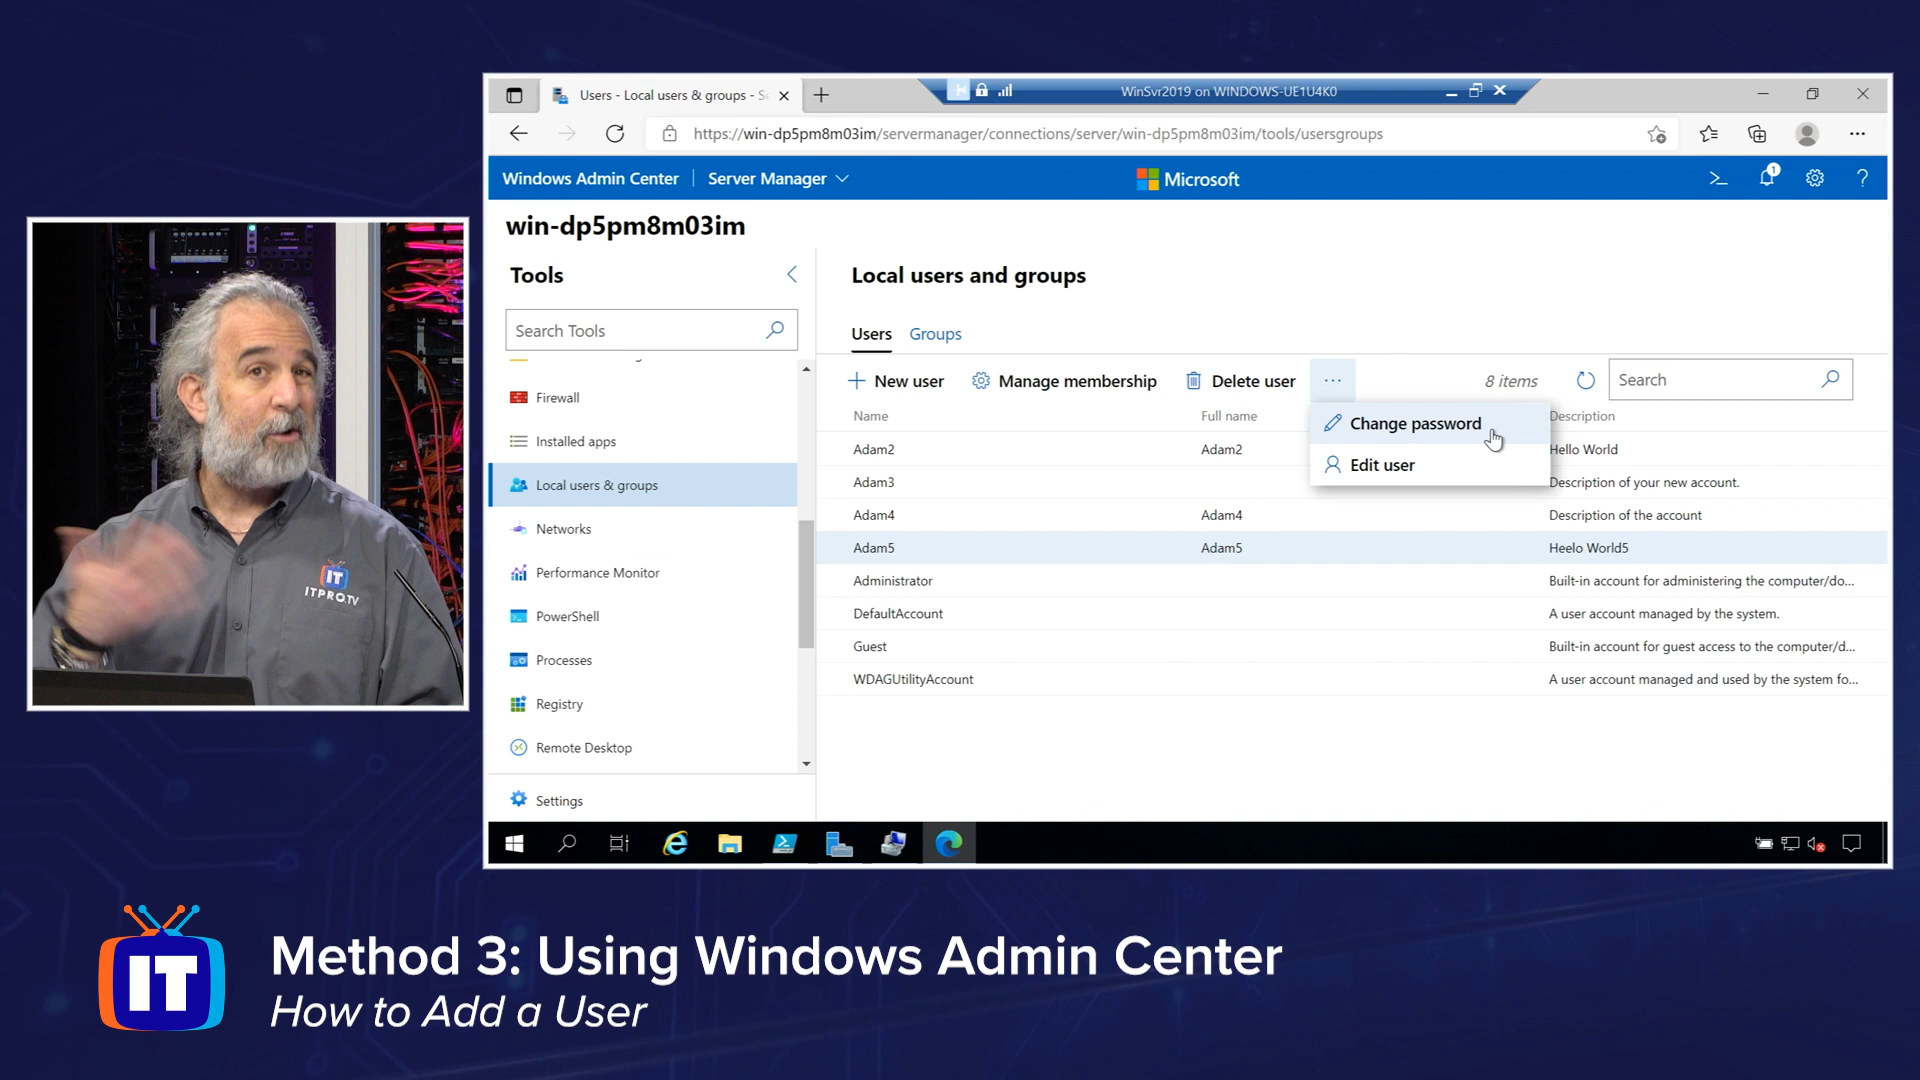 Users - Local users & groups - Se
WinSvr2019 on WINDOWS-UE1U4K0
https://win-dp5pm8m03im/servermanager/connections/server/win-dp5pm8m03im/tools/usersgroups
Windows Admin Center
Server Manager
Microsoft
1
?
win-dp5pm8m03im
Tools
Search Tools
Firewall
Installed apps
Local users & groups
Networks
Performance Monitor
PowerShell
Processes
Registry
Remote Desktop
Settings
Local users and groups
Users Groups
New user Manage membership Delete user ... 8 items Search
Change password
Edit user
Name Full name Description
Adam2 Adam2 Hello World
Adam3 Description of your new account.
Adam4 Adam4 Description of the account
Adam5 Adam5 Heelo World5
Administrator Built-in account for administering the computer/do...
DefaultAccount A user account managed by the system.
Guest Built-in account for guest access to the computer/d...
WDAGUtilityAccount A user account managed and used by the system fo...
IT
ITPRO.TV
IT
Method 3: Using Windows Admin Center
How to Add a User